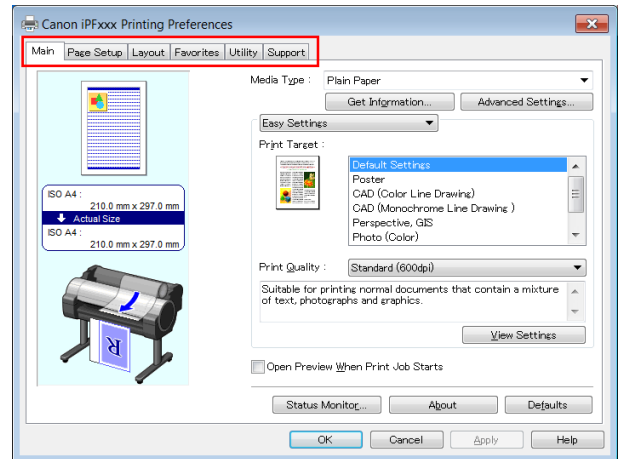 Canon iPFxxx Printing Preferences
Main Page Setup Layout Favorites Utility Support
Media Type : Plain Paper
Get Information... Advanced Settings...
Easy Settings
Print Target :
Default Settings
Poster
CAD (Color Line Drawing)
CAD (Monochrome Line Drawing )
Perspective, GIS
Photo (Color)
ISO A4 :
210.0 mm x 297.0 mm
Actual Size
ISO A4 :
210.0 mm x 297.0 mm
R
Print Quality : Standard (600dpi)
Suitable for printing normal documents that contain a mixture
of text, photographs and graphics.
View Settings
Open Preview When Print Job Starts
Status Monitor... About Defaults
OK Cancel Apply Help